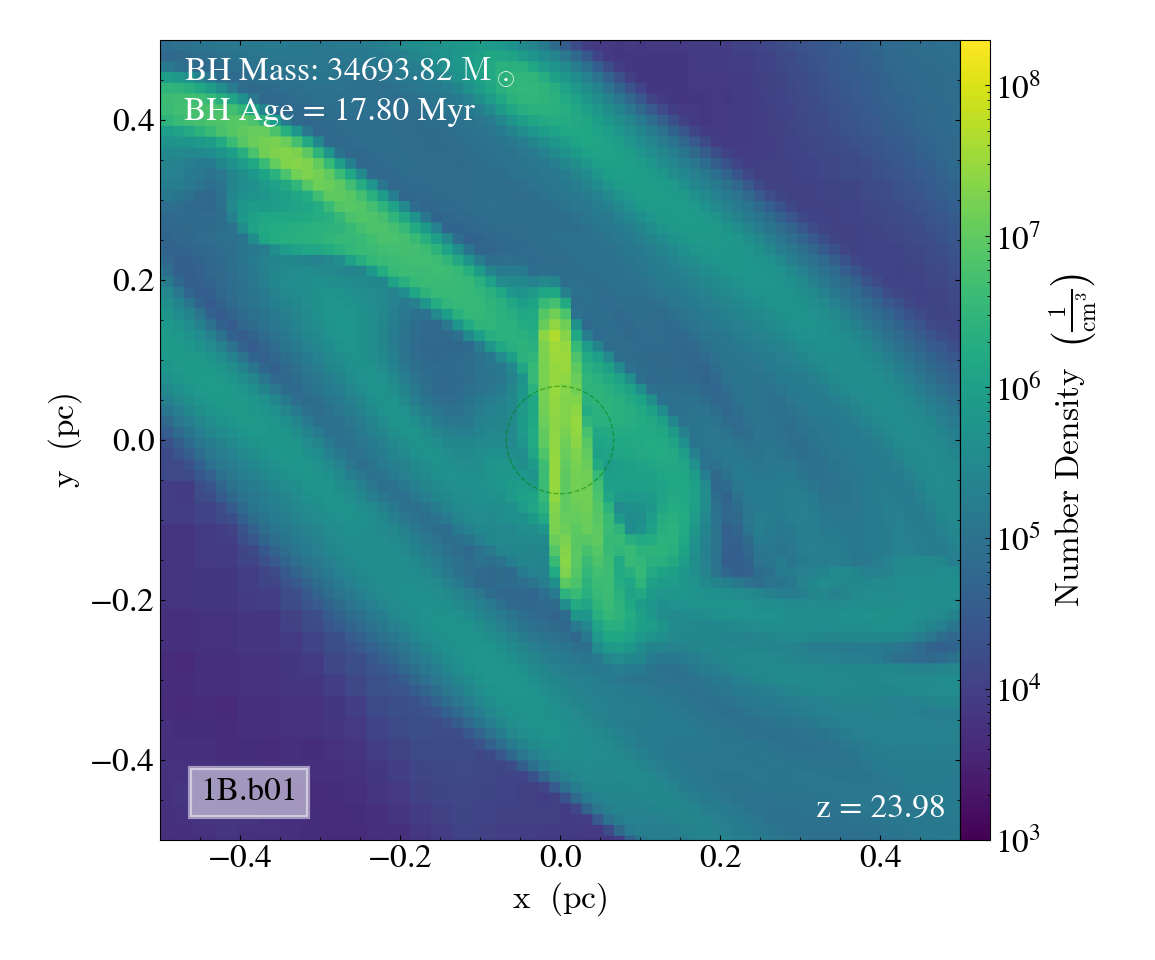 BH Mass: 34693.82 M⊙
BH Age = 17.80 Myr
0.4
0.2
0.0
−0.2
−0.4
y (pc)
1B.b01
z = 23.98
−0.4 −0.2 0.0 0.2 0.4
x (pc)
10⁸
10⁷
10⁶
10⁵
10⁴
10³
Number Density (1/cm³)